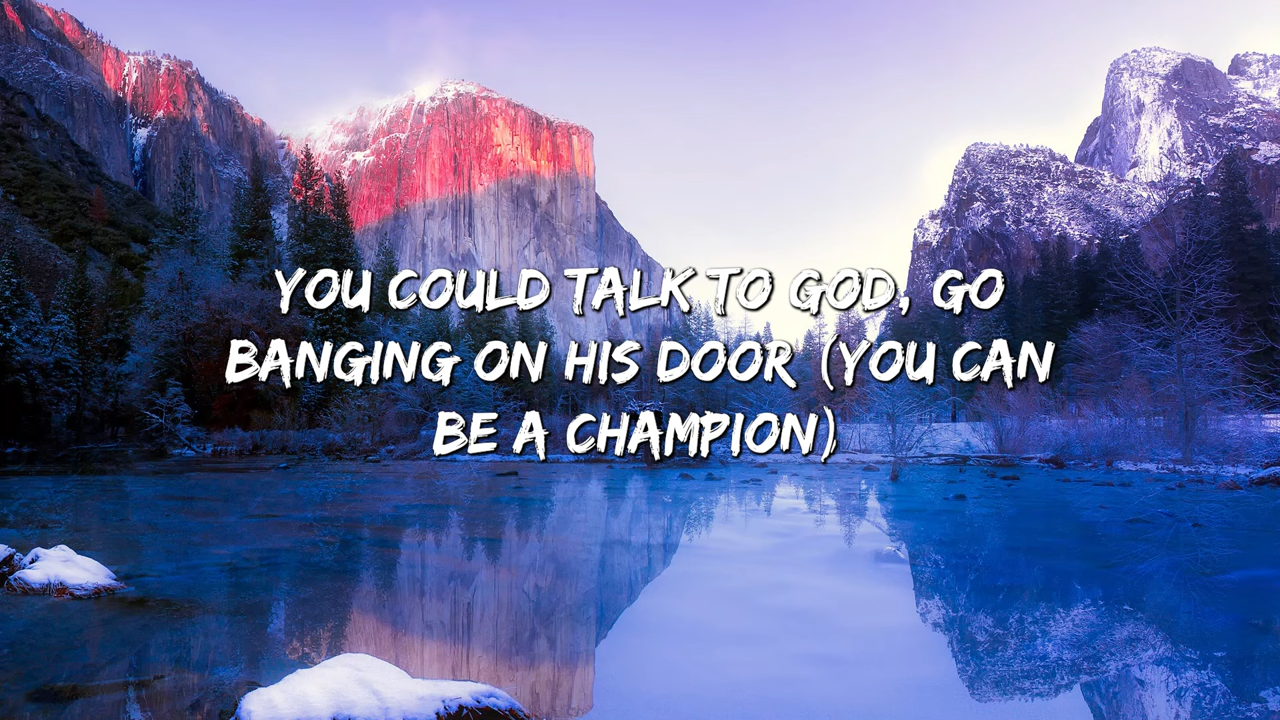 YOU COULD TALK TO GOD, GO
BANGING ON HIS DOOR (YOU CAN
BE A CHAMPION)